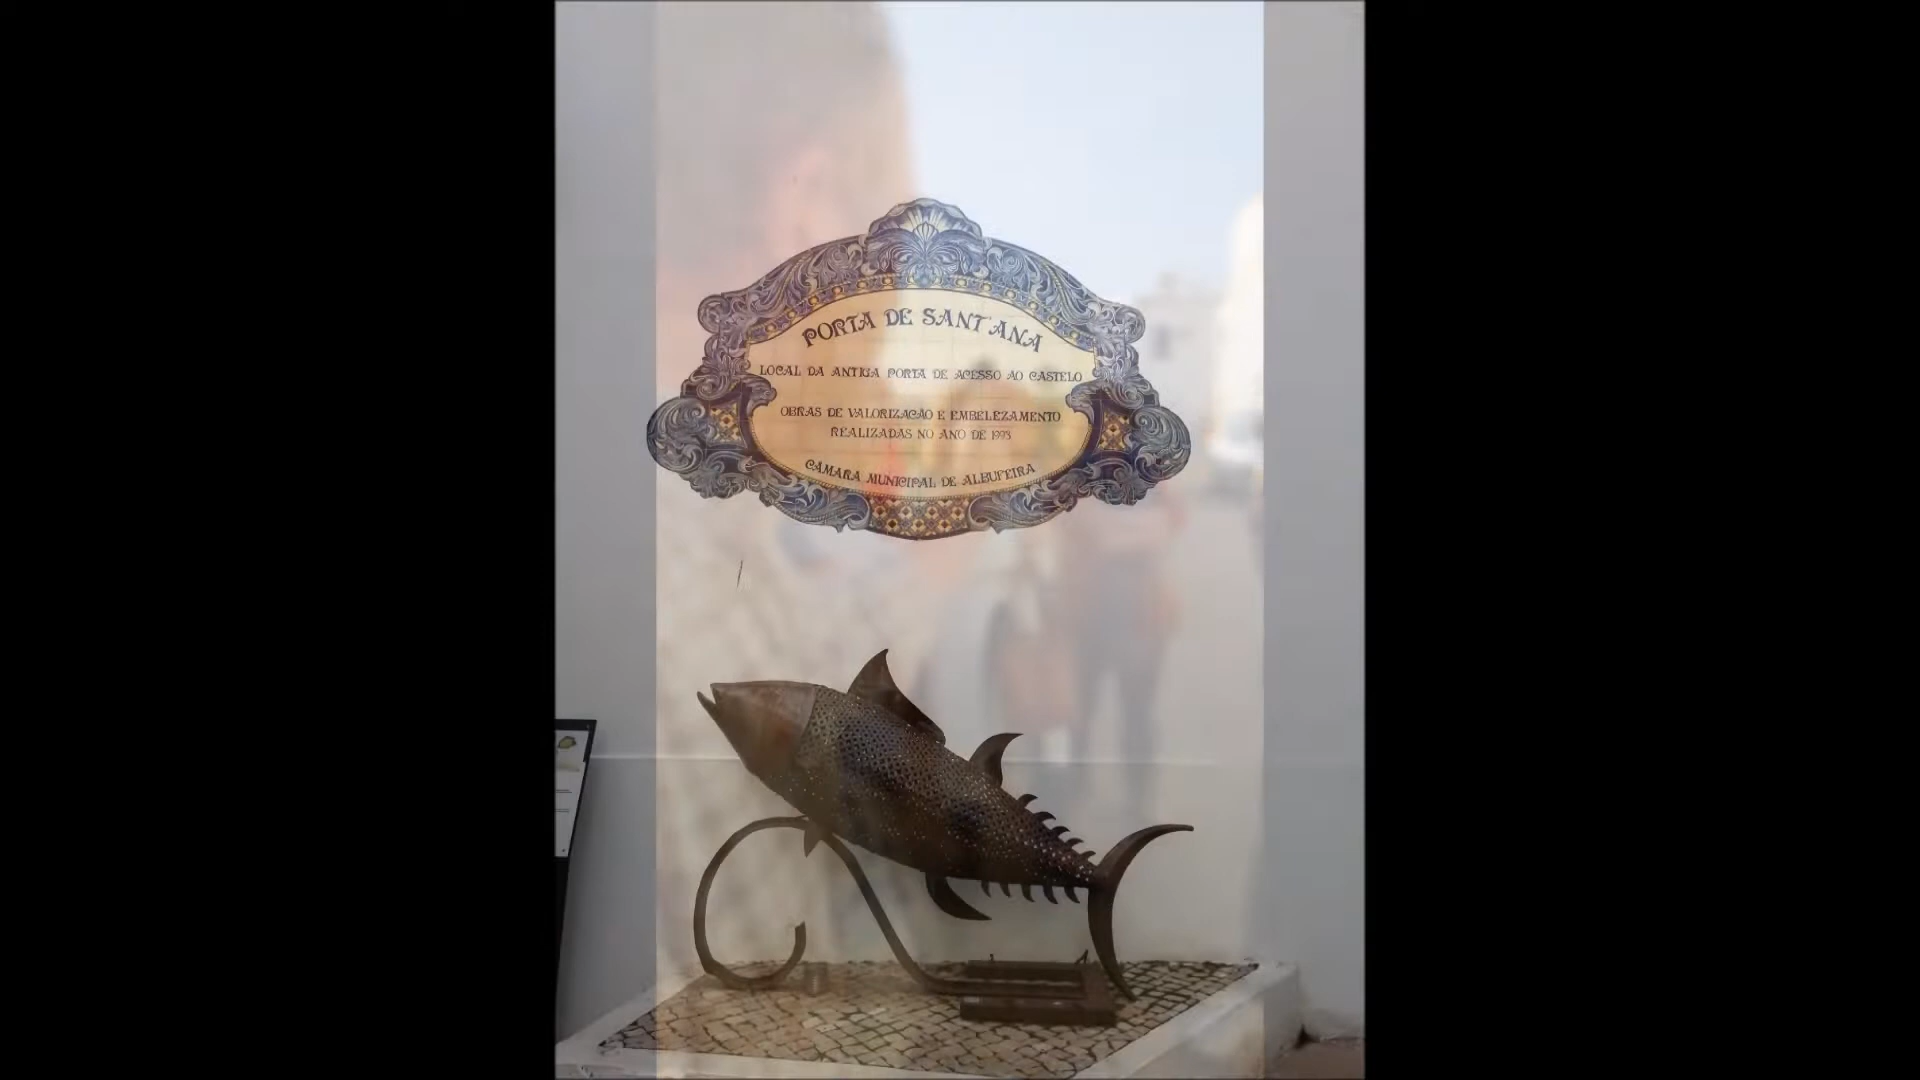 PORTA DE SANT'ANA
LOCAL DA ANTIGA PORTA DE ACESSO AO CASTELO
OBRAS DE VALORIZAÇÃO E EMBELEZAMENTO
REALIZADAS NO ANO DE 1993
CÂMARA MUNICIPAL DE ALBUFEIRA